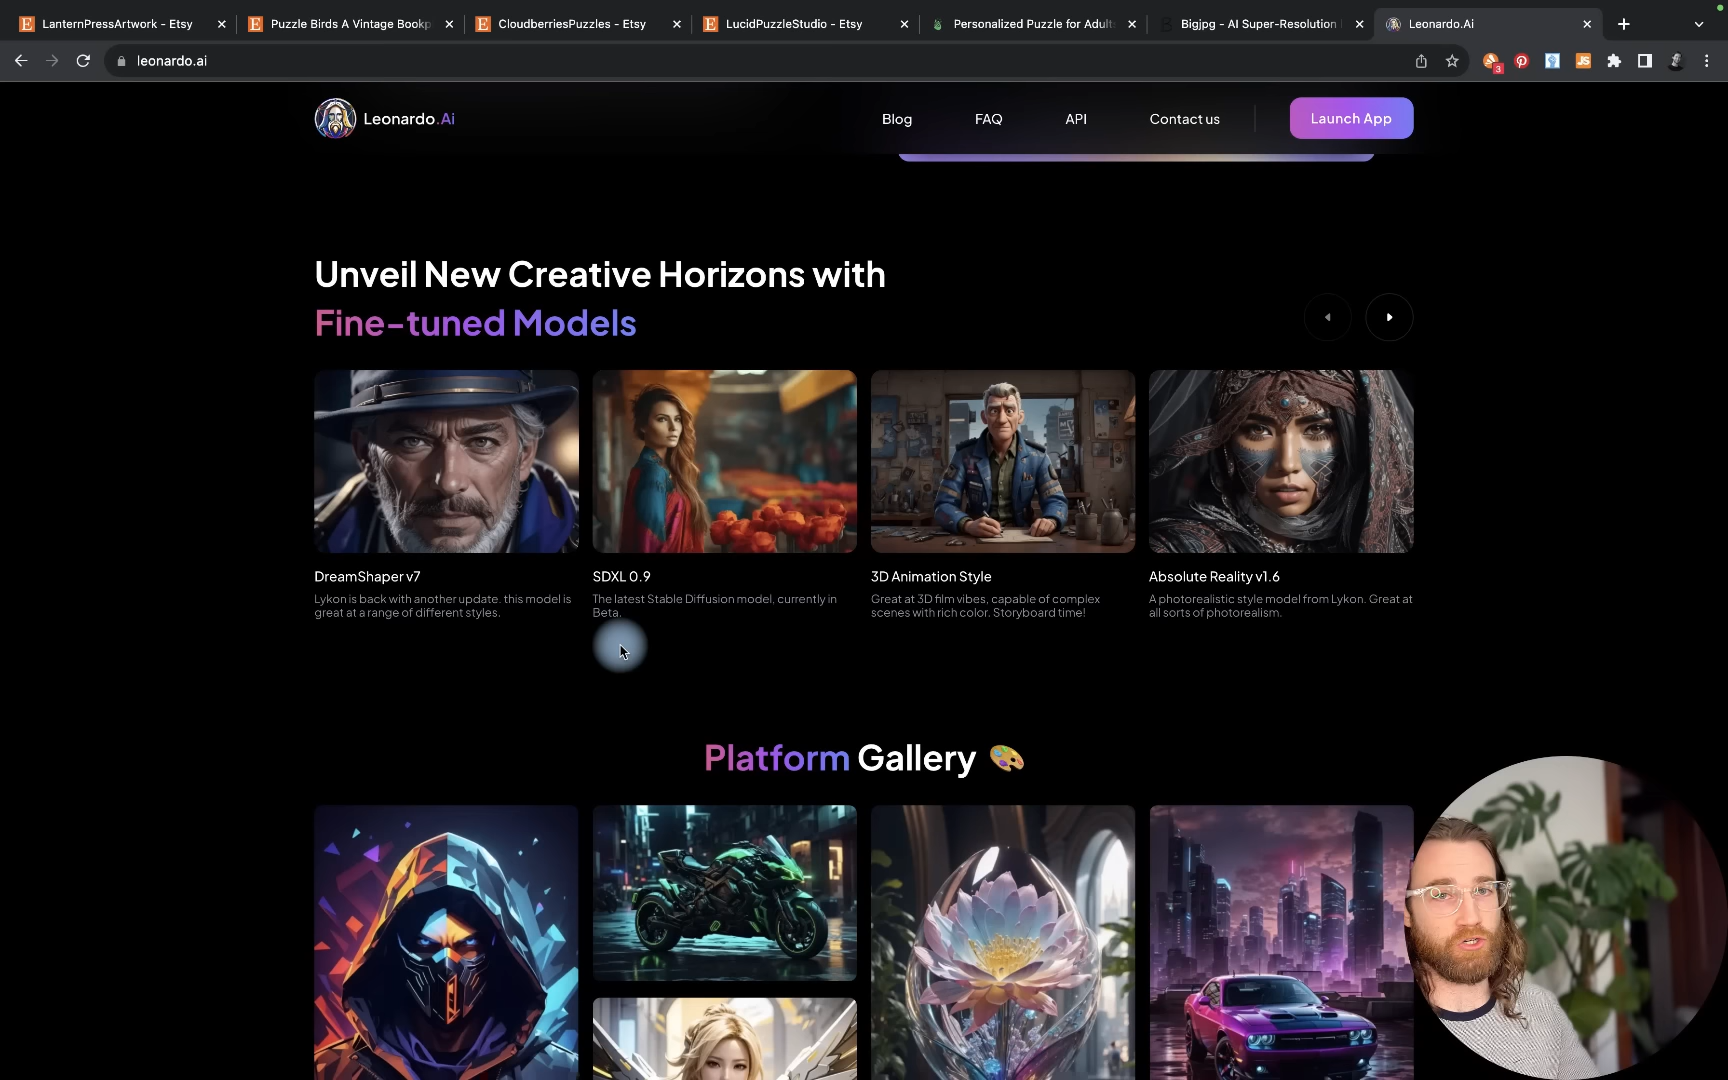 LanternPressArtwork - Etsy
Puzzle Birds A Vintage Bookp
CloudberriesPuzzles - Etsy
LucidPuzzleStudio - Etsy
Personalized Puzzle for Adult
Bigjpg - AI Super-Resolution
Leonardo.Ai
leonardo.ai
3
JS
Leonardo.Ai
Blog
FAQ
API
Contact us
Launch App
Unveil New Creative Horizons with
Fine-tuned Models
DreamShaper v7
Lykon is back with another update. this model is
great at a range of different styles.
SDXL 0.9
The latest Stable Diffusion model, currently in
Beta.
3D Animation Style
Great at 3D film vibes, capable of complex
scenes with rich color. Storyboard time!
Absolute Reality v1.6
A photorealistic style model from Lykon. Great at
all sorts of photorealism.
Platform Gallery